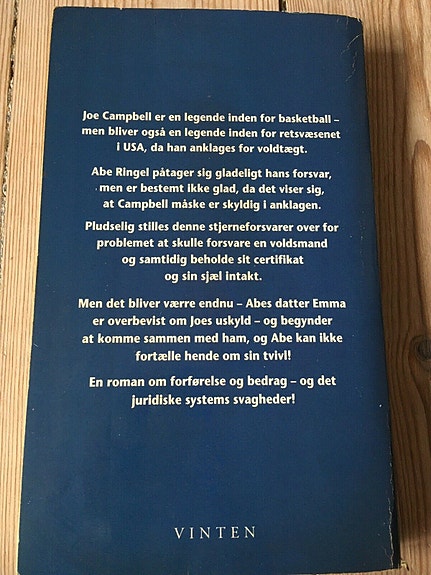 Joe Campbell er en legende inden for basketball –
men bliver også en legende inden for retsvæsenet
i USA, da han anklages for voldtægt.
Abe Ringel påtager sig gladeligt hans forsvar,
men er bestemt ikke glad, da det viser sig,
at Campbell måske er skyldig i anklagen.
Pludselig stilles denne stjerneforsvarer over for
problemet at skulle forsvare en voldsmand
og samtidig beholde sit certifikat
og sin sjæl intakt.
Men det bliver værre endnu – Abes datter Emma
er overbevist om Joes uskyld – og begynder
at komme sammen med ham, og Abe kan ikke
fortælle hende om sin tvivl!
En roman om forførelse og bedrag – og det
juridiske systems svagheder!
VINTEN